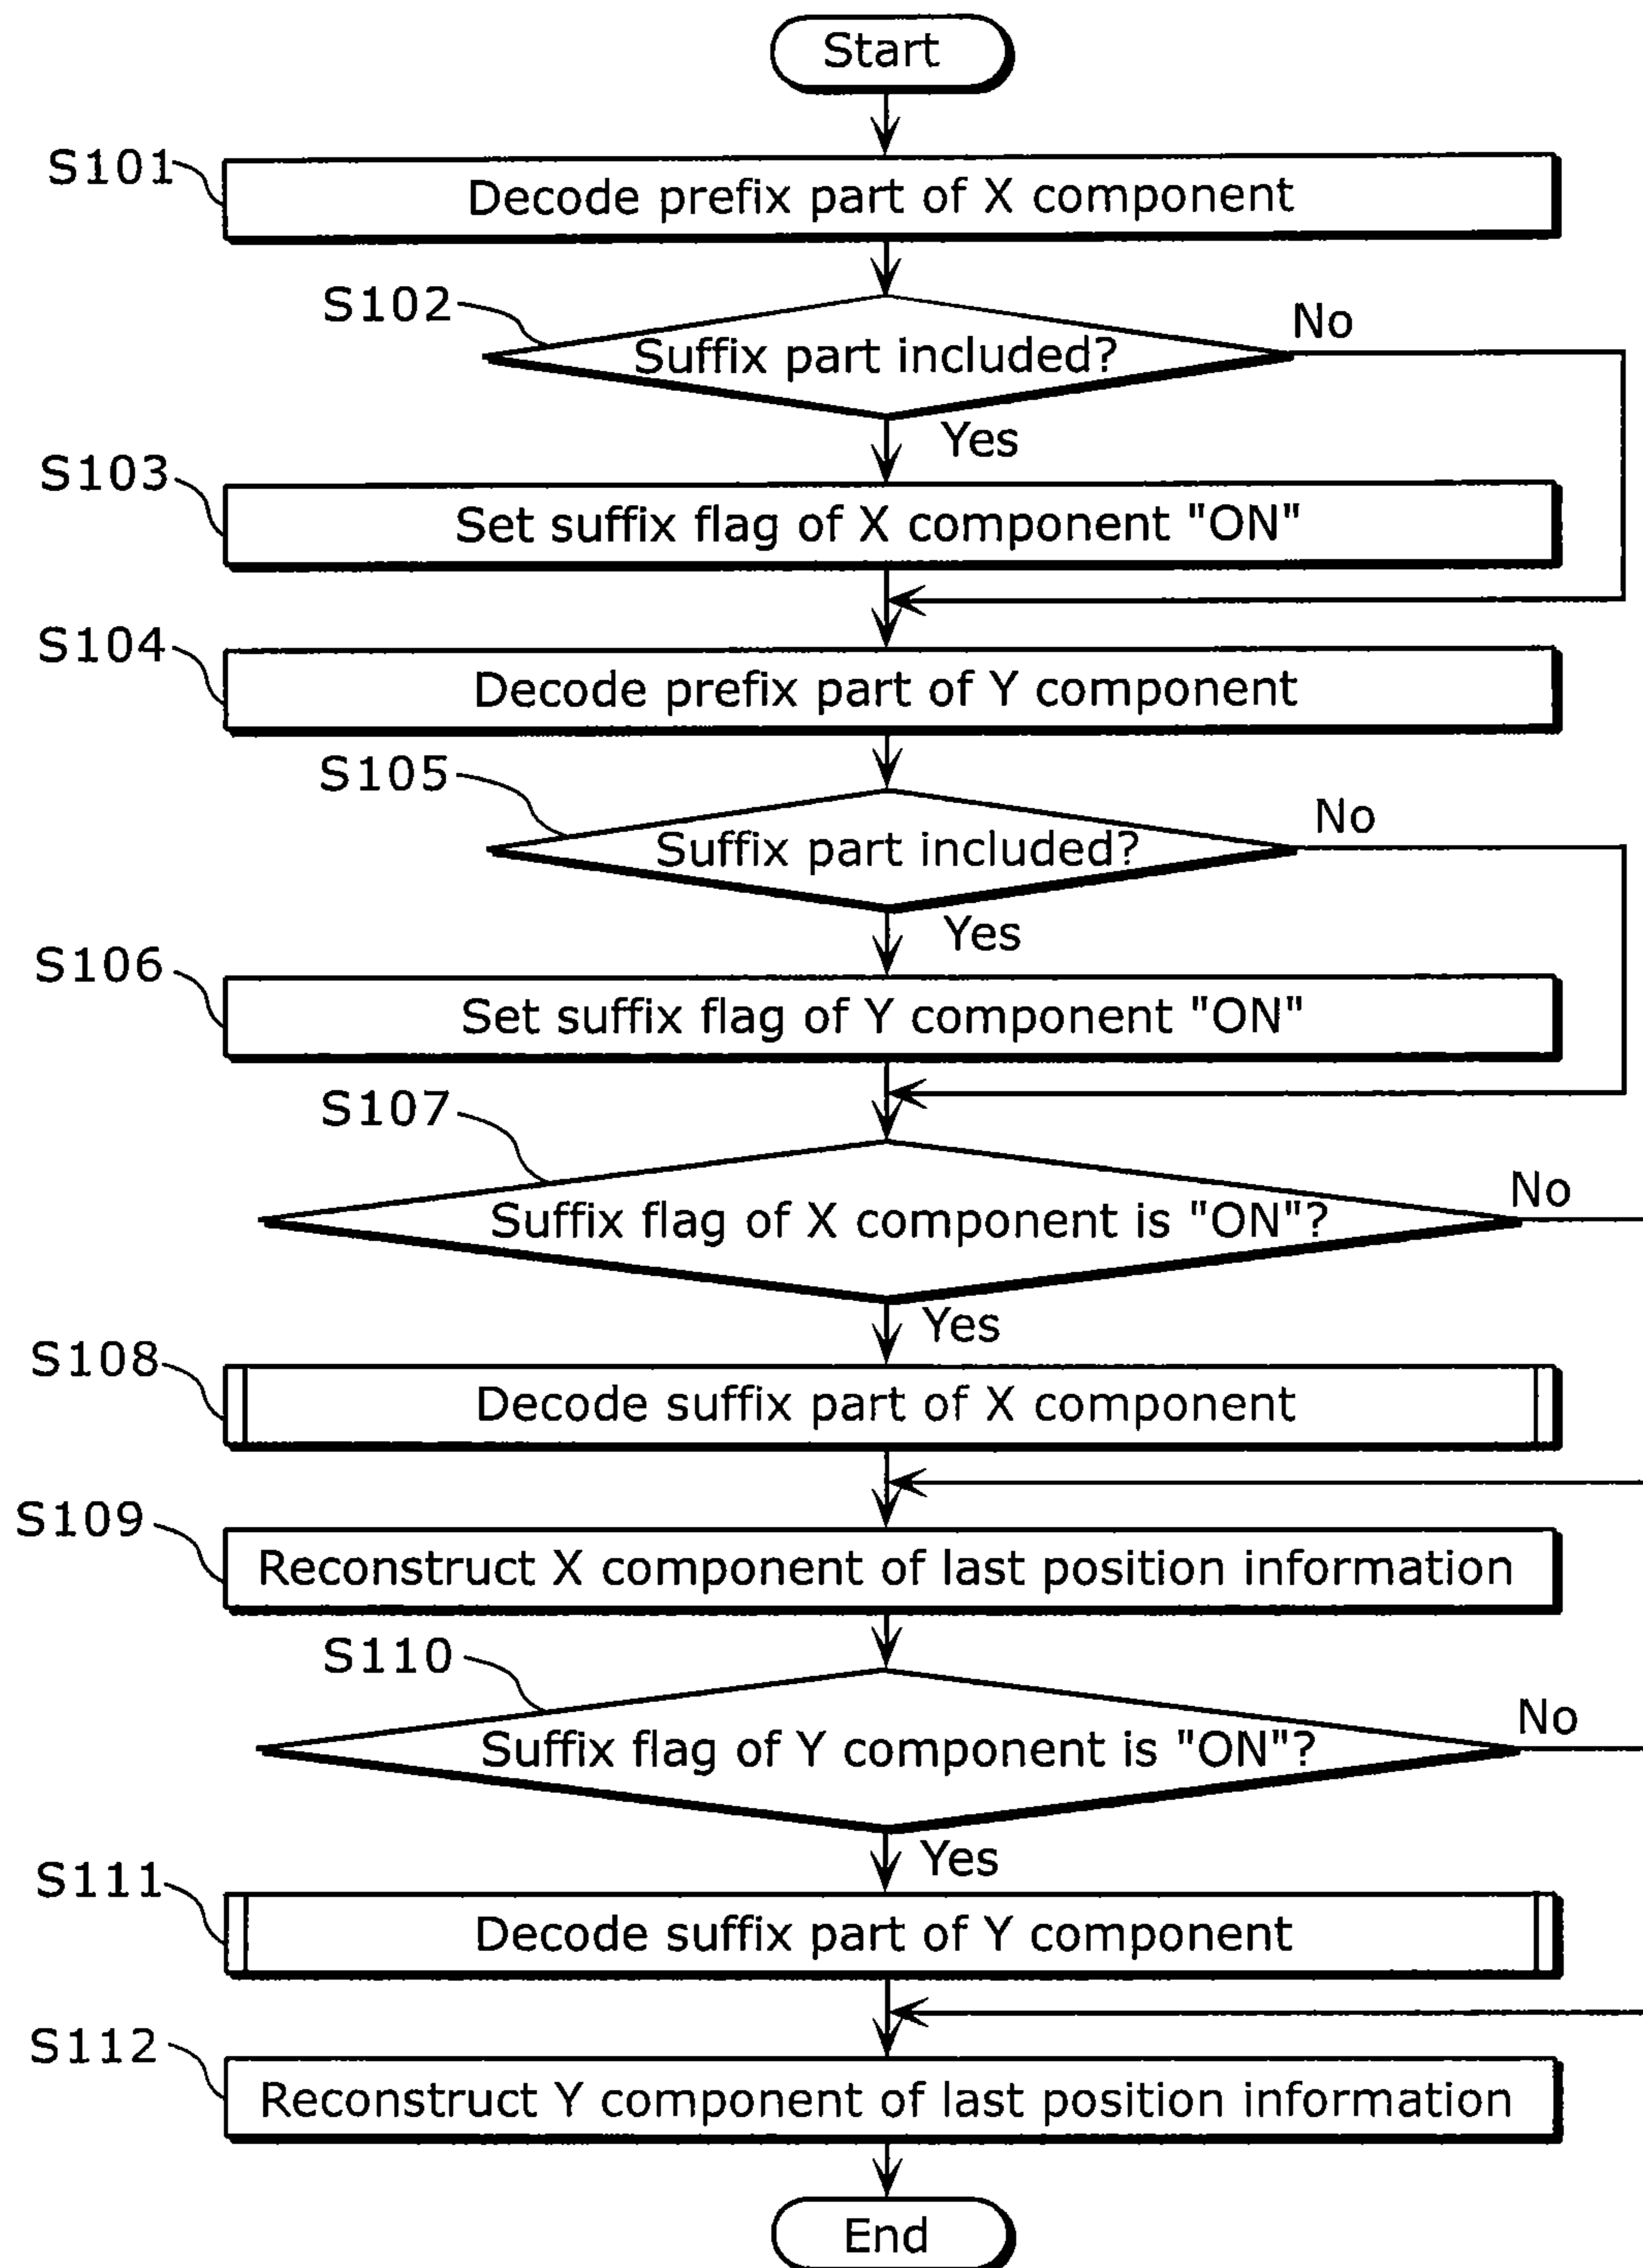 Start
S101
Decode prefix part of X component
S102
Suffix part included?
No
Yes
S103
Set suffix flag of X component "ON"
S104
Decode prefix part of Y component
S105
Suffix part included?
No
Yes
S106
Set suffix flag of Y component "ON"
S107
Suffix flag of X component is "ON"?
No
Yes
S108
Decode suffix part of X component
S109
Reconstruct X component of last position information
S110
Suffix flag of Y component is "ON"?
No
Yes
S111
Decode suffix part of Y component
S112
Reconstruct Y component of last position information
End